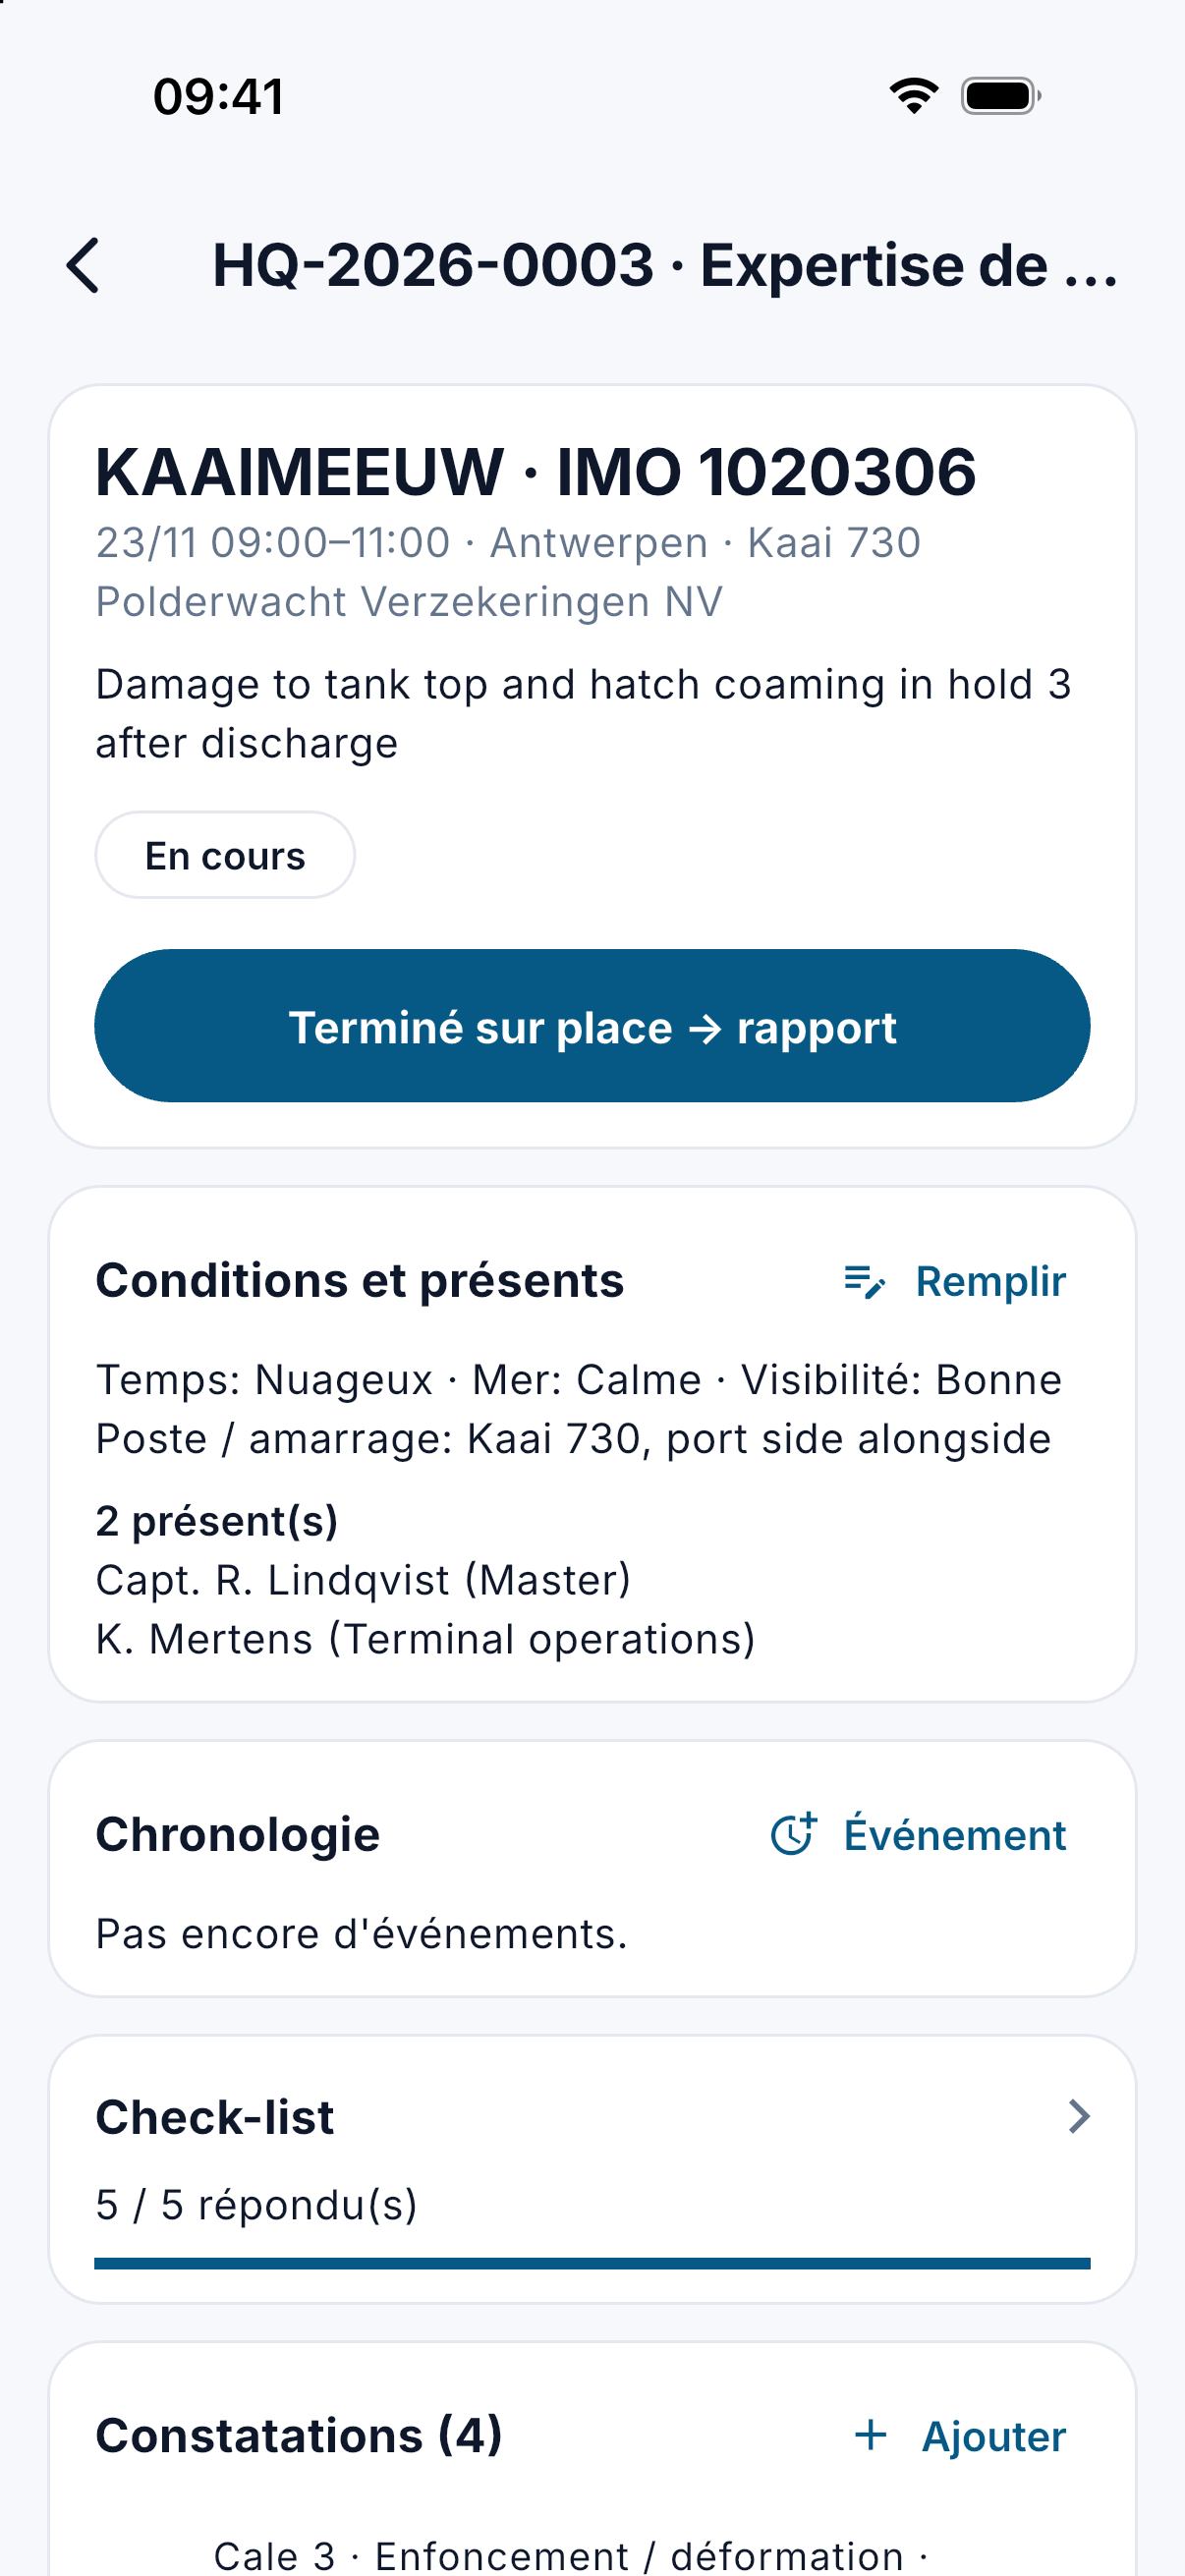 09:41
HQ-2026-0003 · Expertise de ...
KAAIMEEUW · IMO 1020306
23/11 09:00–11:00 · Antwerpen · Kaai 730
Polderwacht Verzekeringen NV
Damage to tank top and hatch coaming in hold 3
after discharge
En cours
Terminé sur place → rapport
Conditions et présents
Remplir
Temps: Nuageux · Mer: Calme · Visibilité: Bonne
Poste / amarrage: Kaai 730, port side alongside
2 présent(s)
Capt. R. Lindqvist (Master)
K. Mertens (Terminal operations)
Chronologie
Événement
Pas encore d'événements.
Check-list
5 / 5 répondu(s)
Constatations (4)
+ Ajouter
Cale 3 · Enfoncement / déformation ·